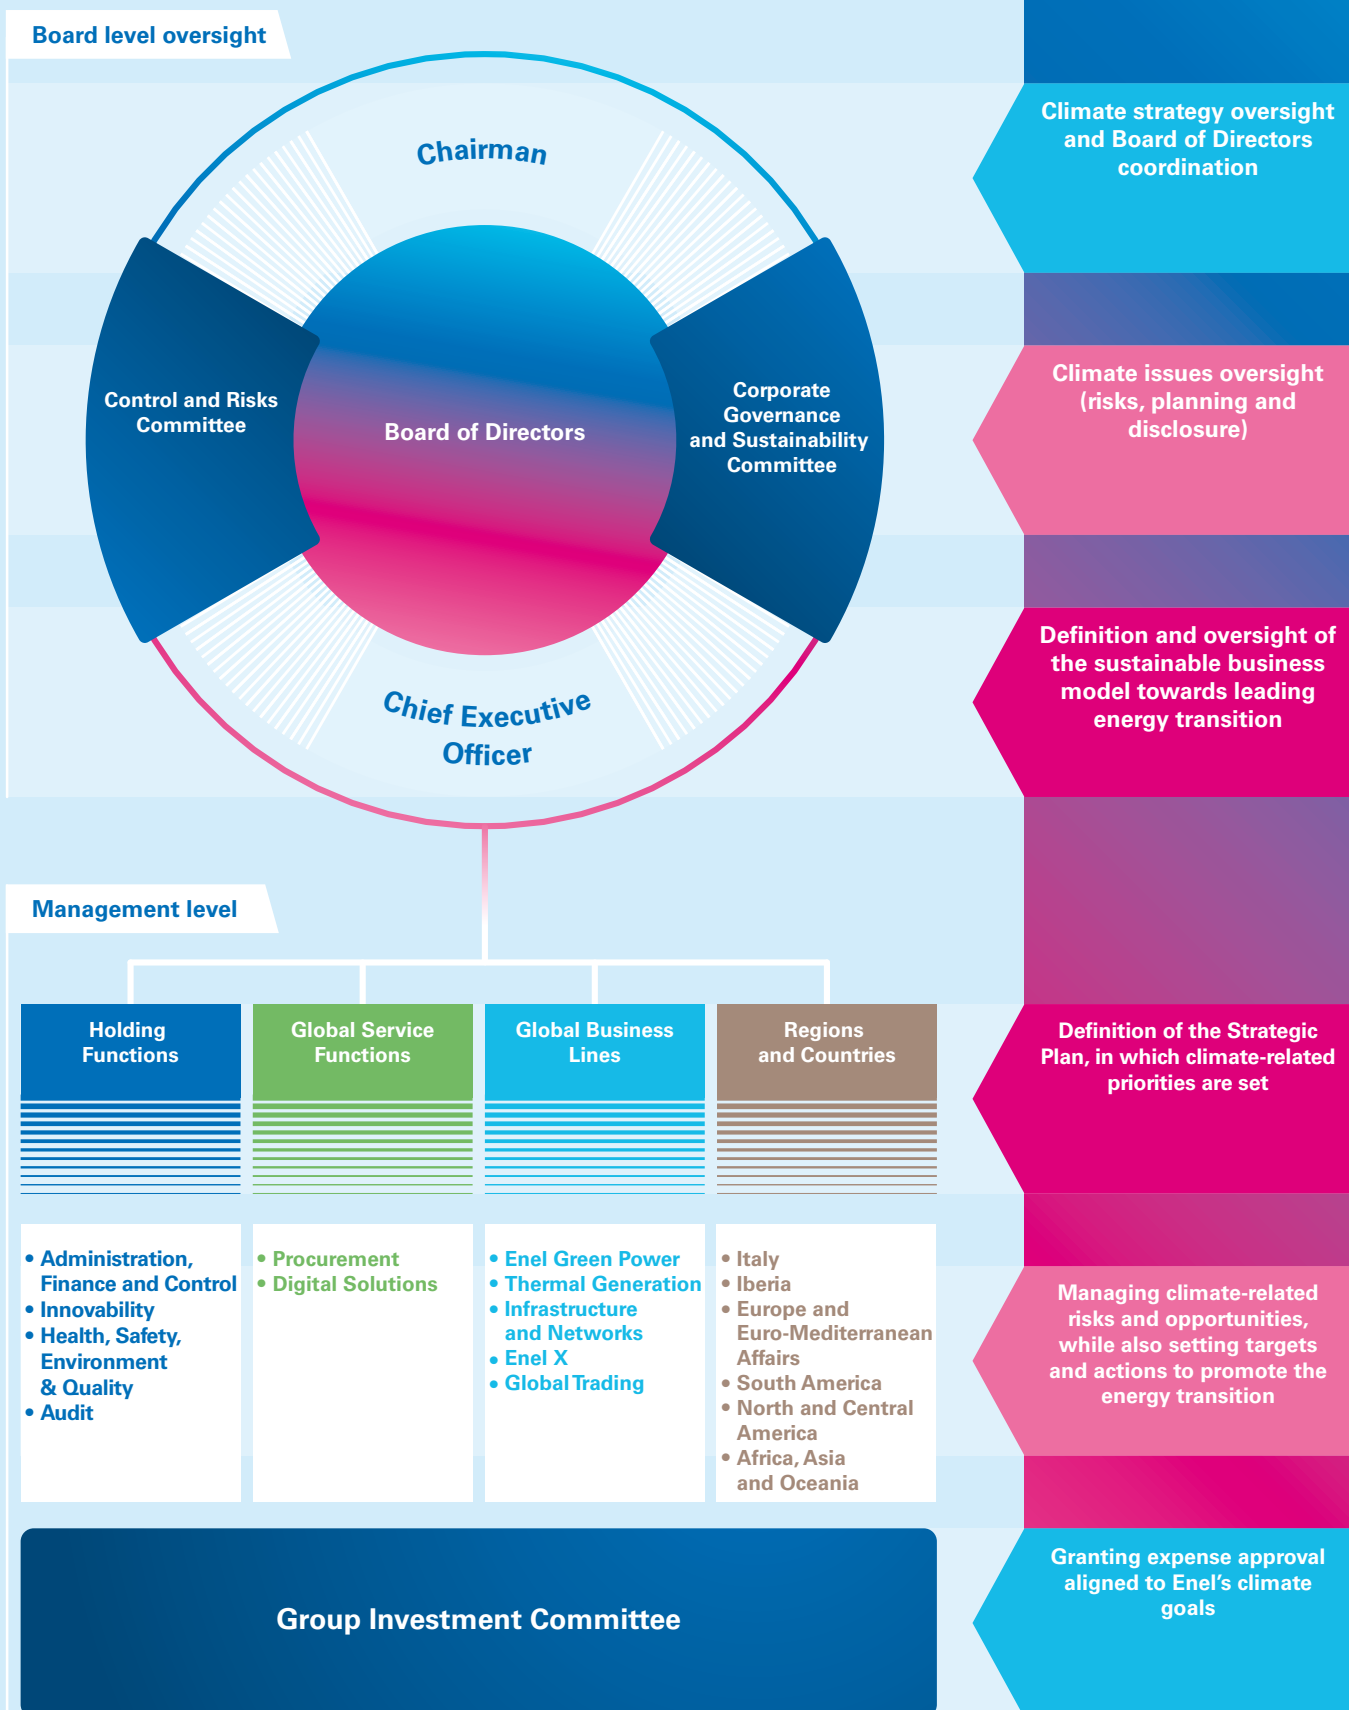 Board level oversight
Chairman
Climate strategy oversight
and Board of Directors
coordination
Control and Risks
Committee
Board of Directors
Corporate
Governance
and Sustainability
Committee
Climate issues oversight
(risks, planning and
disclosure)
Chief Executive
Officer
Definition and oversight of
the sustainable business
model towards leading
energy transition
Management level
Holding
Functions
Global Service
Functions
Global Business
Lines
Regions
and Countries
Definition of the Strategic
Plan, in which climate-related
priorities are set
• Administration,
Finance and Control
• Innovability
• Health, Safety,
Environment
& Quality
• Audit
• Procurement
• Digital Solutions
• Enel Green Power
• Thermal Generation
• Infrastructure
and Networks
• Enel X
• Global Trading
• Italy
• Iberia
• Europe and
Euro-Mediterranean
Affairs
• South America
• North and Central
America
• Africa, Asia
and Oceania
Managing climate-related
risks and opportunities,
while also setting targets
and actions to promote the
energy transition
Group Investment Committee
Granting expense approval
aligned to Enel’s climate
goals